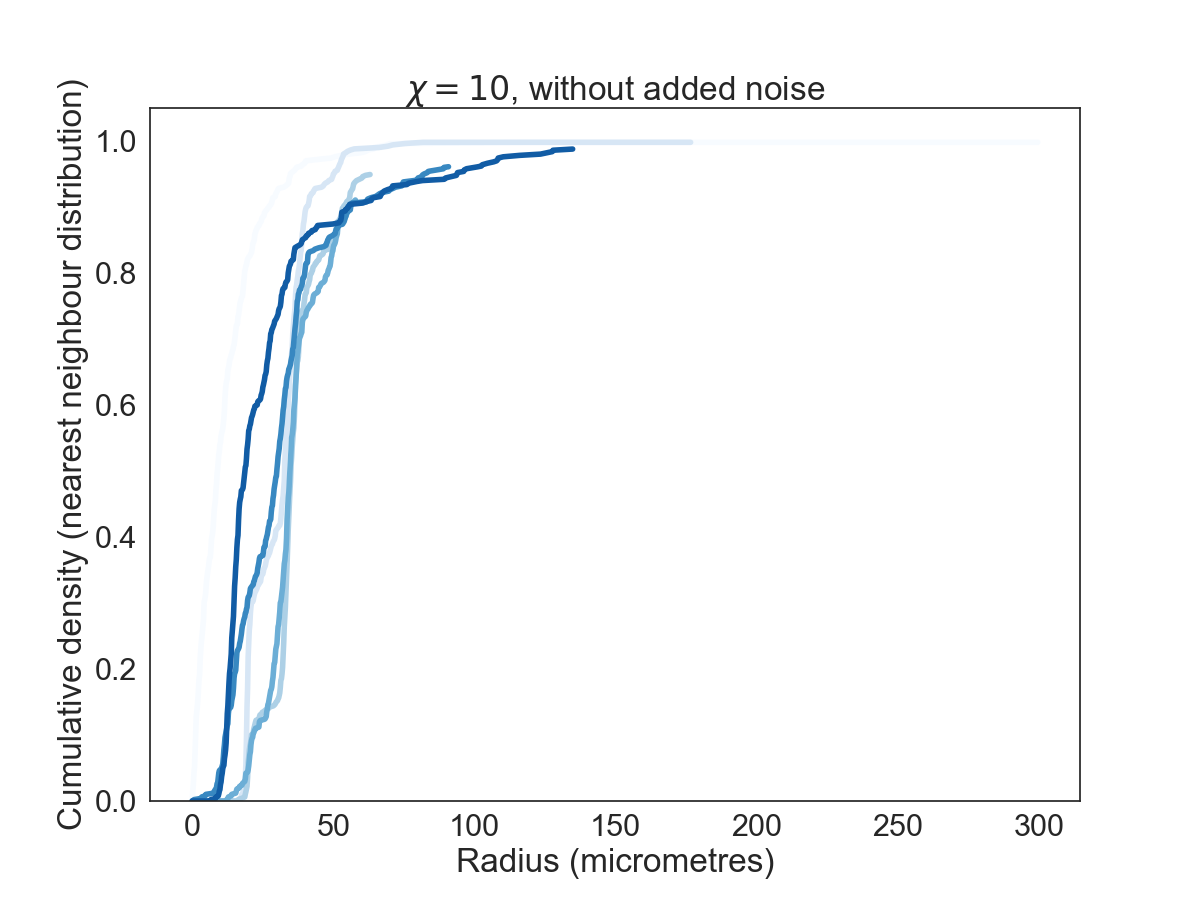 χ = 10, without added noise
Cumulative density (nearest neighbour distribution)
1.0
0.8
0.6
0.4
0.2
0.0
0 50 100 150 200 250 300
Radius (micrometres)